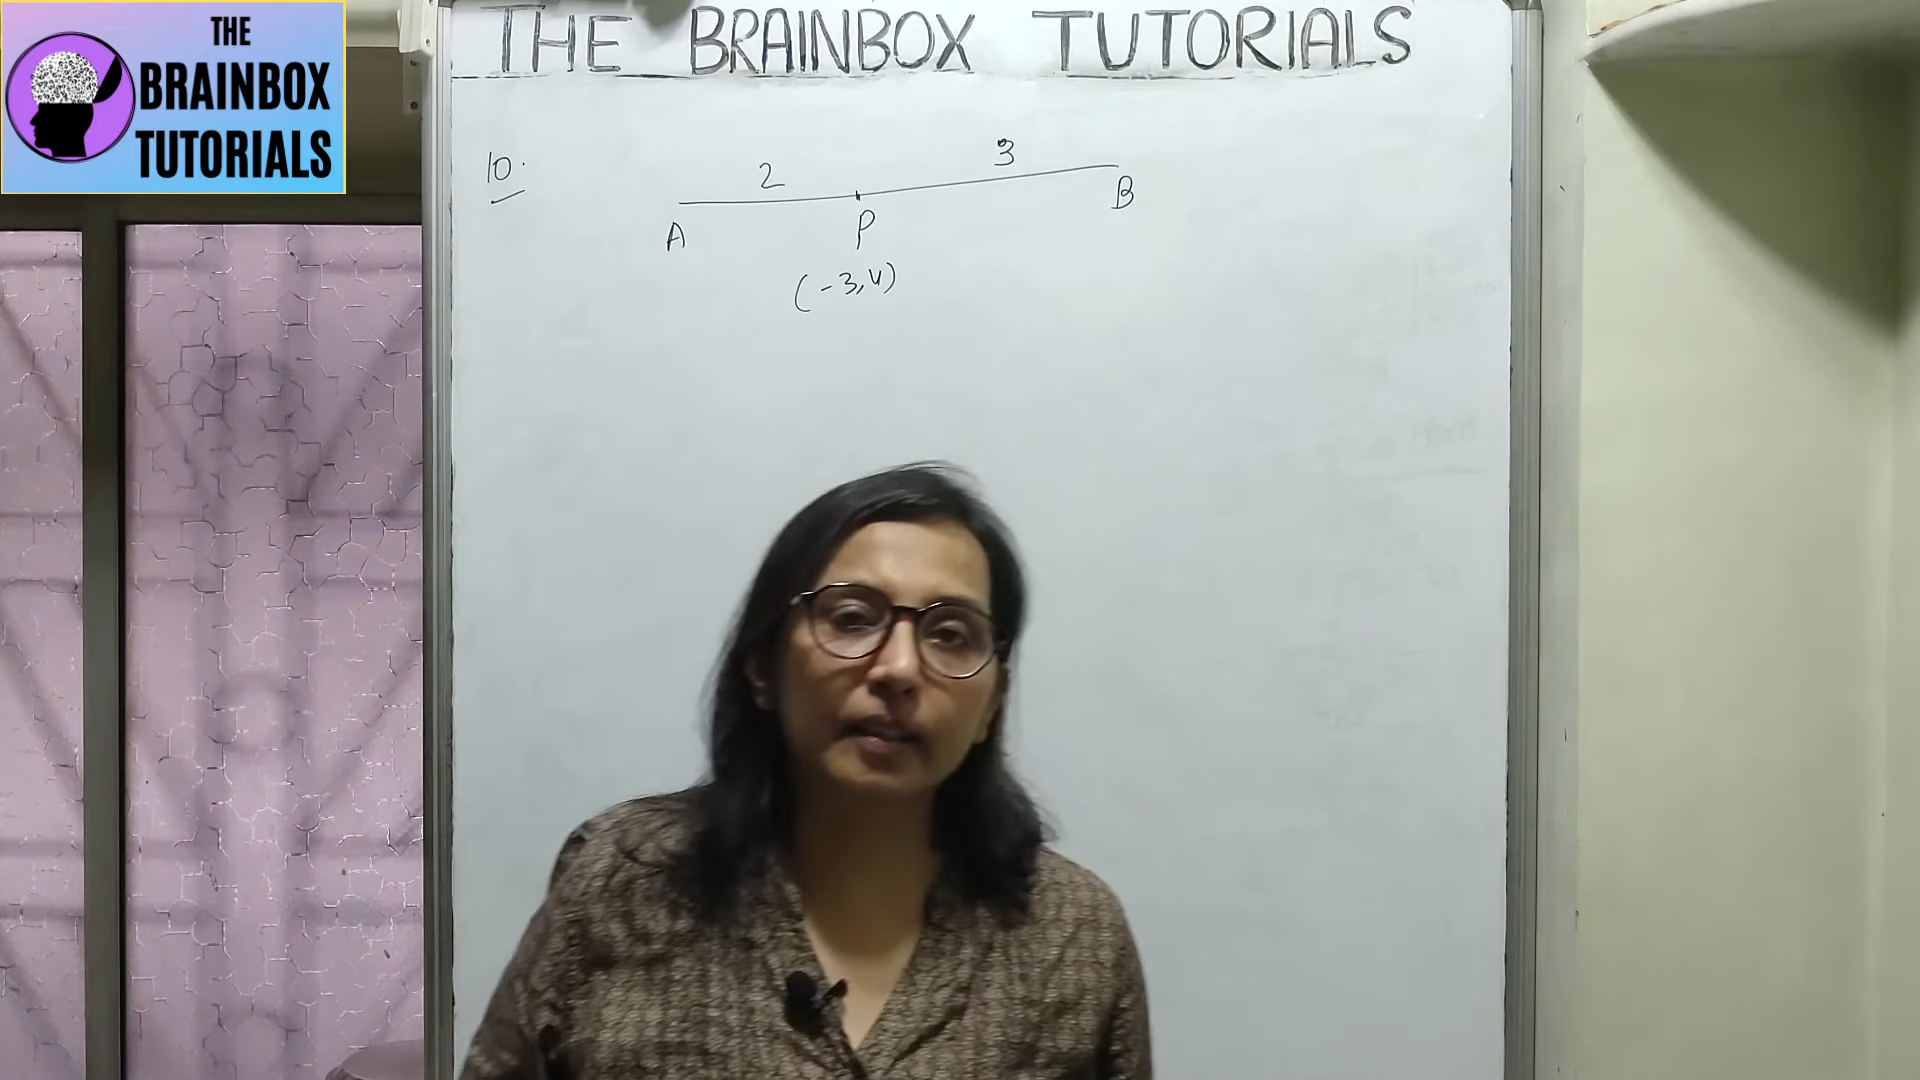 THE
BRAINBOX
TUTORIALS
THE BRAINBOX TUTORIALS
10.
2
3
A
P
B
(-3,4)